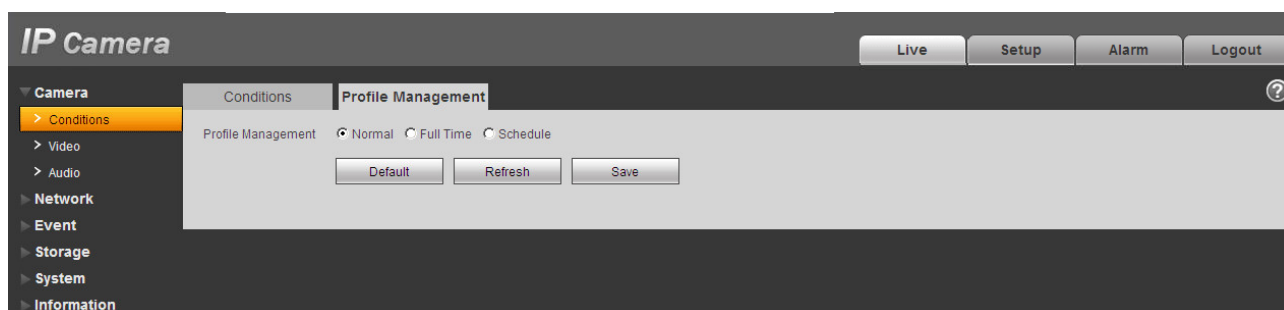 IP Camera
Live Setup Alarm Logout
Camera
Conditions Profile Management
> Conditions
Profile Management Normal Full Time Schedule
> Video
> Audio
Default Refresh Save
Network
Event
Storage
System
Information